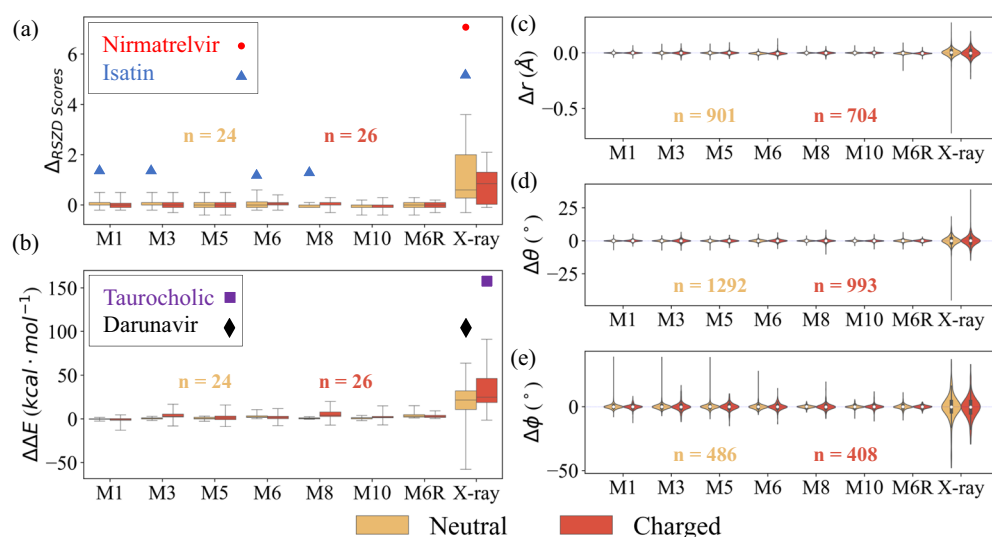 (a)
Nirmatrelvir
Isatin
n = 24
n = 26
Δ_RSZD Scores
6
4
2
0
M1 M3 M5 M6 M8 M10 M6R X-ray
(b)
Taurocholic
Darunavir
n = 24
n = 26
ΔΔE (kcal · mol⁻¹)
150
100
50
0
−50
M1 M3 M5 M6 M8 M10 M6R X-ray
(c)
Δr (Å)
0.0
−0.5
n = 901
n = 704
M1 M3 M5 M6 M8 M10 M6R X-ray
(d)
Δθ (°)
25
0
−25
n = 1292
n = 993
M1 M3 M5 M6 M8 M10 M6R X-ray
(e)
Δϕ (°)
0
−50
n = 486
n = 408
M1 M3 M5 M6 M8 M10 M6R X-ray
Neutral
Charged